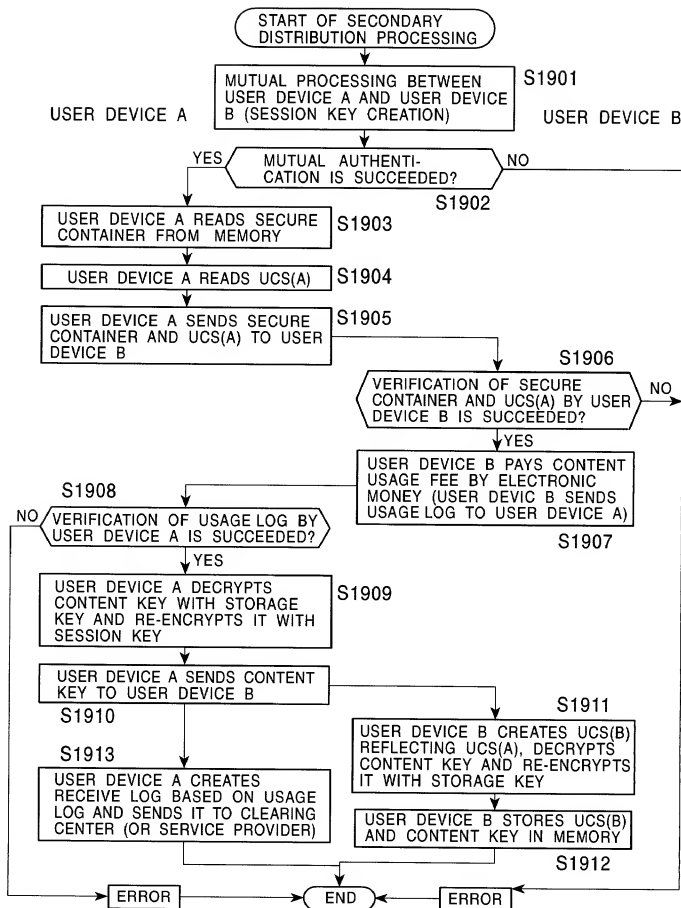 START OF SECONDARY
DISTRIBUTION PROCESSING
MUTUAL PROCESSING BETWEEN
USER DEVICE A AND USER DEVICE
B (SESSION KEY CREATION)
S1901
USER DEVICE A
USER DEVICE B
YES
MUTUAL AUTHENTI-
CATION IS SUCCEEDED?
NO
S1902
USER DEVICE A READS SECURE
CONTAINER FROM MEMORY
S1903
USER DEVICE A READS UCS(A)
S1904
USER DEVICE A SENDS SECURE
CONTAINER AND UCS(A) TO USER
DEVICE B
S1905
S1906
VERIFICATION OF SECURE
CONTAINER AND UCS(A) BY USER
DEVICE B IS SUCCEEDED?
NO
YES
USER DEVICE B PAYS CONTENT
USAGE FEE BY ELECTRONIC
MONEY (USER DEVIC B SENDS
USAGE LOG TO USER DEVICE A)
S1907
S1908
NO
VERIFICATION OF USAGE LOG BY
USER DEVICE A IS SUCCEEDED?
YES
USER DEVICE A DECRYPTS
CONTENT KEY WITH STORAGE
KEY AND RE-ENCRYPTS IT WITH
SESSION KEY
S1909
USER DEVICE A SENDS CONTENT
KEY TO USER DEVICE B
S1910
S1911
USER DEVICE B CREATES UCS(B)
REFLECTING UCS(A), DECRYPTS
CONTENT KEY AND RE-ENCRYPTS
IT WITH STORAGE KEY
S1913
USER DEVICE A CREATES
RECEIVE LOG BASED ON USAGE
LOG AND SENDS IT TO CLEARING
CENTER (OR SERVICE PROVIDER)
USER DEVICE B STORES UCS(B)
AND CONTENT KEY IN MEMORY
S1912
ERROR
END
ERROR